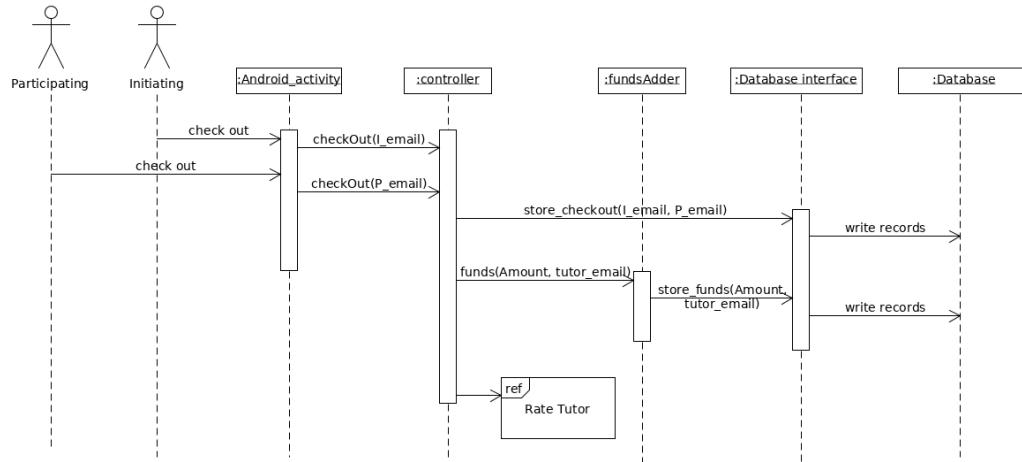 Participating
Initiating
:Android_activity
:controller
:fundsAdder
:Database interface
:Database
check out
checkOut(I_email)
check out
checkOut(P_email)
store_checkout(I_email, P_email)
write records
funds(Amount, tutor_email)
store_funds(Amount,
tutor_email)
write records
ref
Rate Tutor